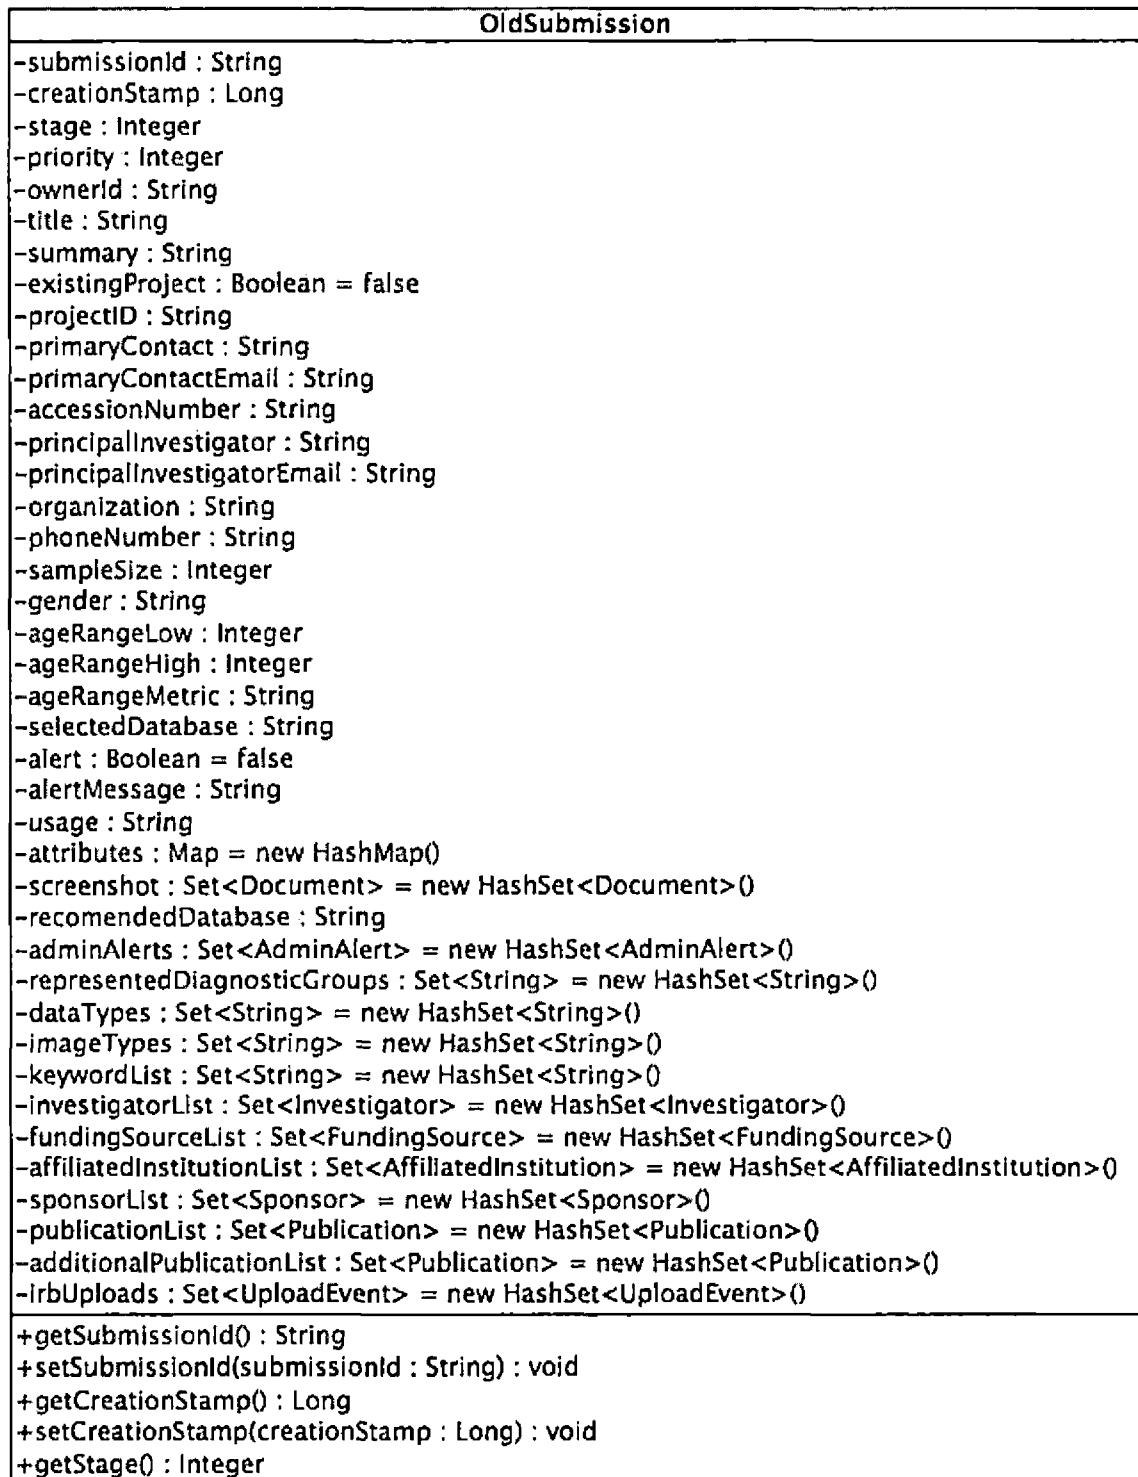 OldSubmission
-submissionId : String
-creationStamp : Long
-stage : Integer
-priority : Integer
-ownerId : String
-title : String
-summary : String
-existingProject : Boolean = false
-projectID : String
-primaryContact : String
-primaryContactEmail : String
-accessionNumber : String
-principalInvestigator : String
-principalInvestigatorEmail : String
-organization : String
-phoneNumber : String
-sampleSize : Integer
-gender : String
-ageRangeLow : Integer
-ageRangeHigh : Integer
-ageRangeMetric : String
-selectedDatabase : String
-alert : Boolean = false
-alertMessage : String
-usage : String
-attributes : Map = new HashMap()
-screenshot : Set<Document> = new HashSet<Document>()
-recomendedDatabase : String
-adminAlerts : Set<AdminAlert> = new HashSet<AdminAlert>()
-representedDiagnosticGroups : Set<String> = new HashSet<String>()
-dataTypes : Set<String> = new HashSet<String>()
-imageTypes : Set<String> = new HashSet<String>()
-keywordList : Set<String> = new HashSet<String>()
-investigatorList : Set<Investigator> = new HashSet<Investigator>()
-fundingSourceList : Set<FundingSource> = new HashSet<FundingSource>()
-affiliatedInstitutionList : Set<AffiliatedInstitution> = new HashSet<AffiliatedInstitution>()
-sponsorList : Set<Sponsor> = new HashSet<Sponsor>()
-publicationList : Set<Publication> = new HashSet<Publication>()
-additionalPublicationList : Set<Publication> = new HashSet<Publication>()
-irbUploads : Set<UploadEvent> = new HashSet<UploadEvent>()
+getSubmissionId() : String
+setSubmissionId(submissionId : String) : void
+getCreationStamp() : Long
+setCreationStamp(creationStamp : Long) : void
+getStage() : Integer